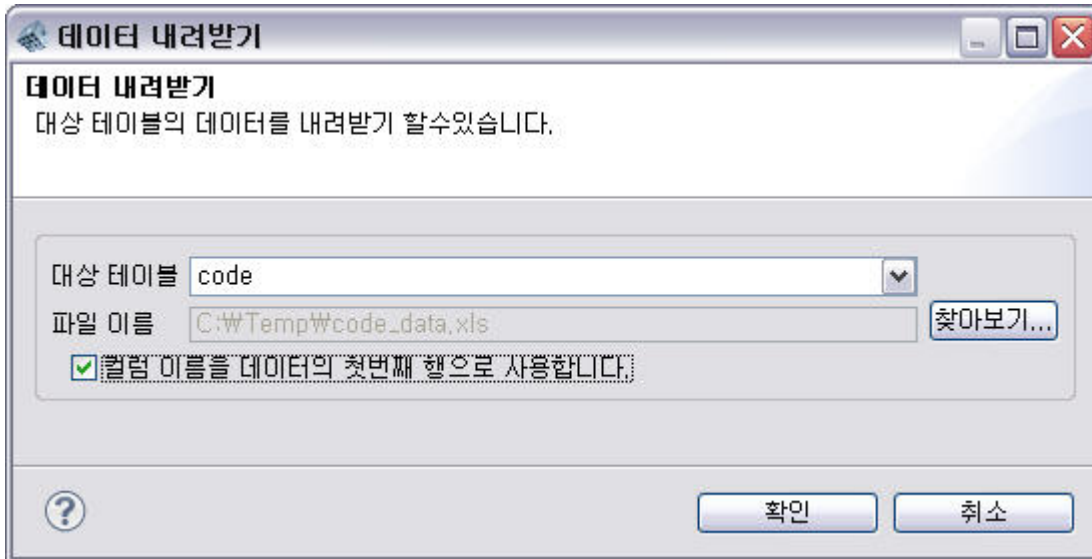 데이터 내려받기
데이터 내려받기
대상 테이블의 데이터를 내려받기 할수있습니다.
대상 테이블 code
파일 이름 C:₩Temp₩code_data.xls 찾아보기...
컬럼 이름을 데이터의 첫번째 행으로 사용합니다.
? 확인 취소